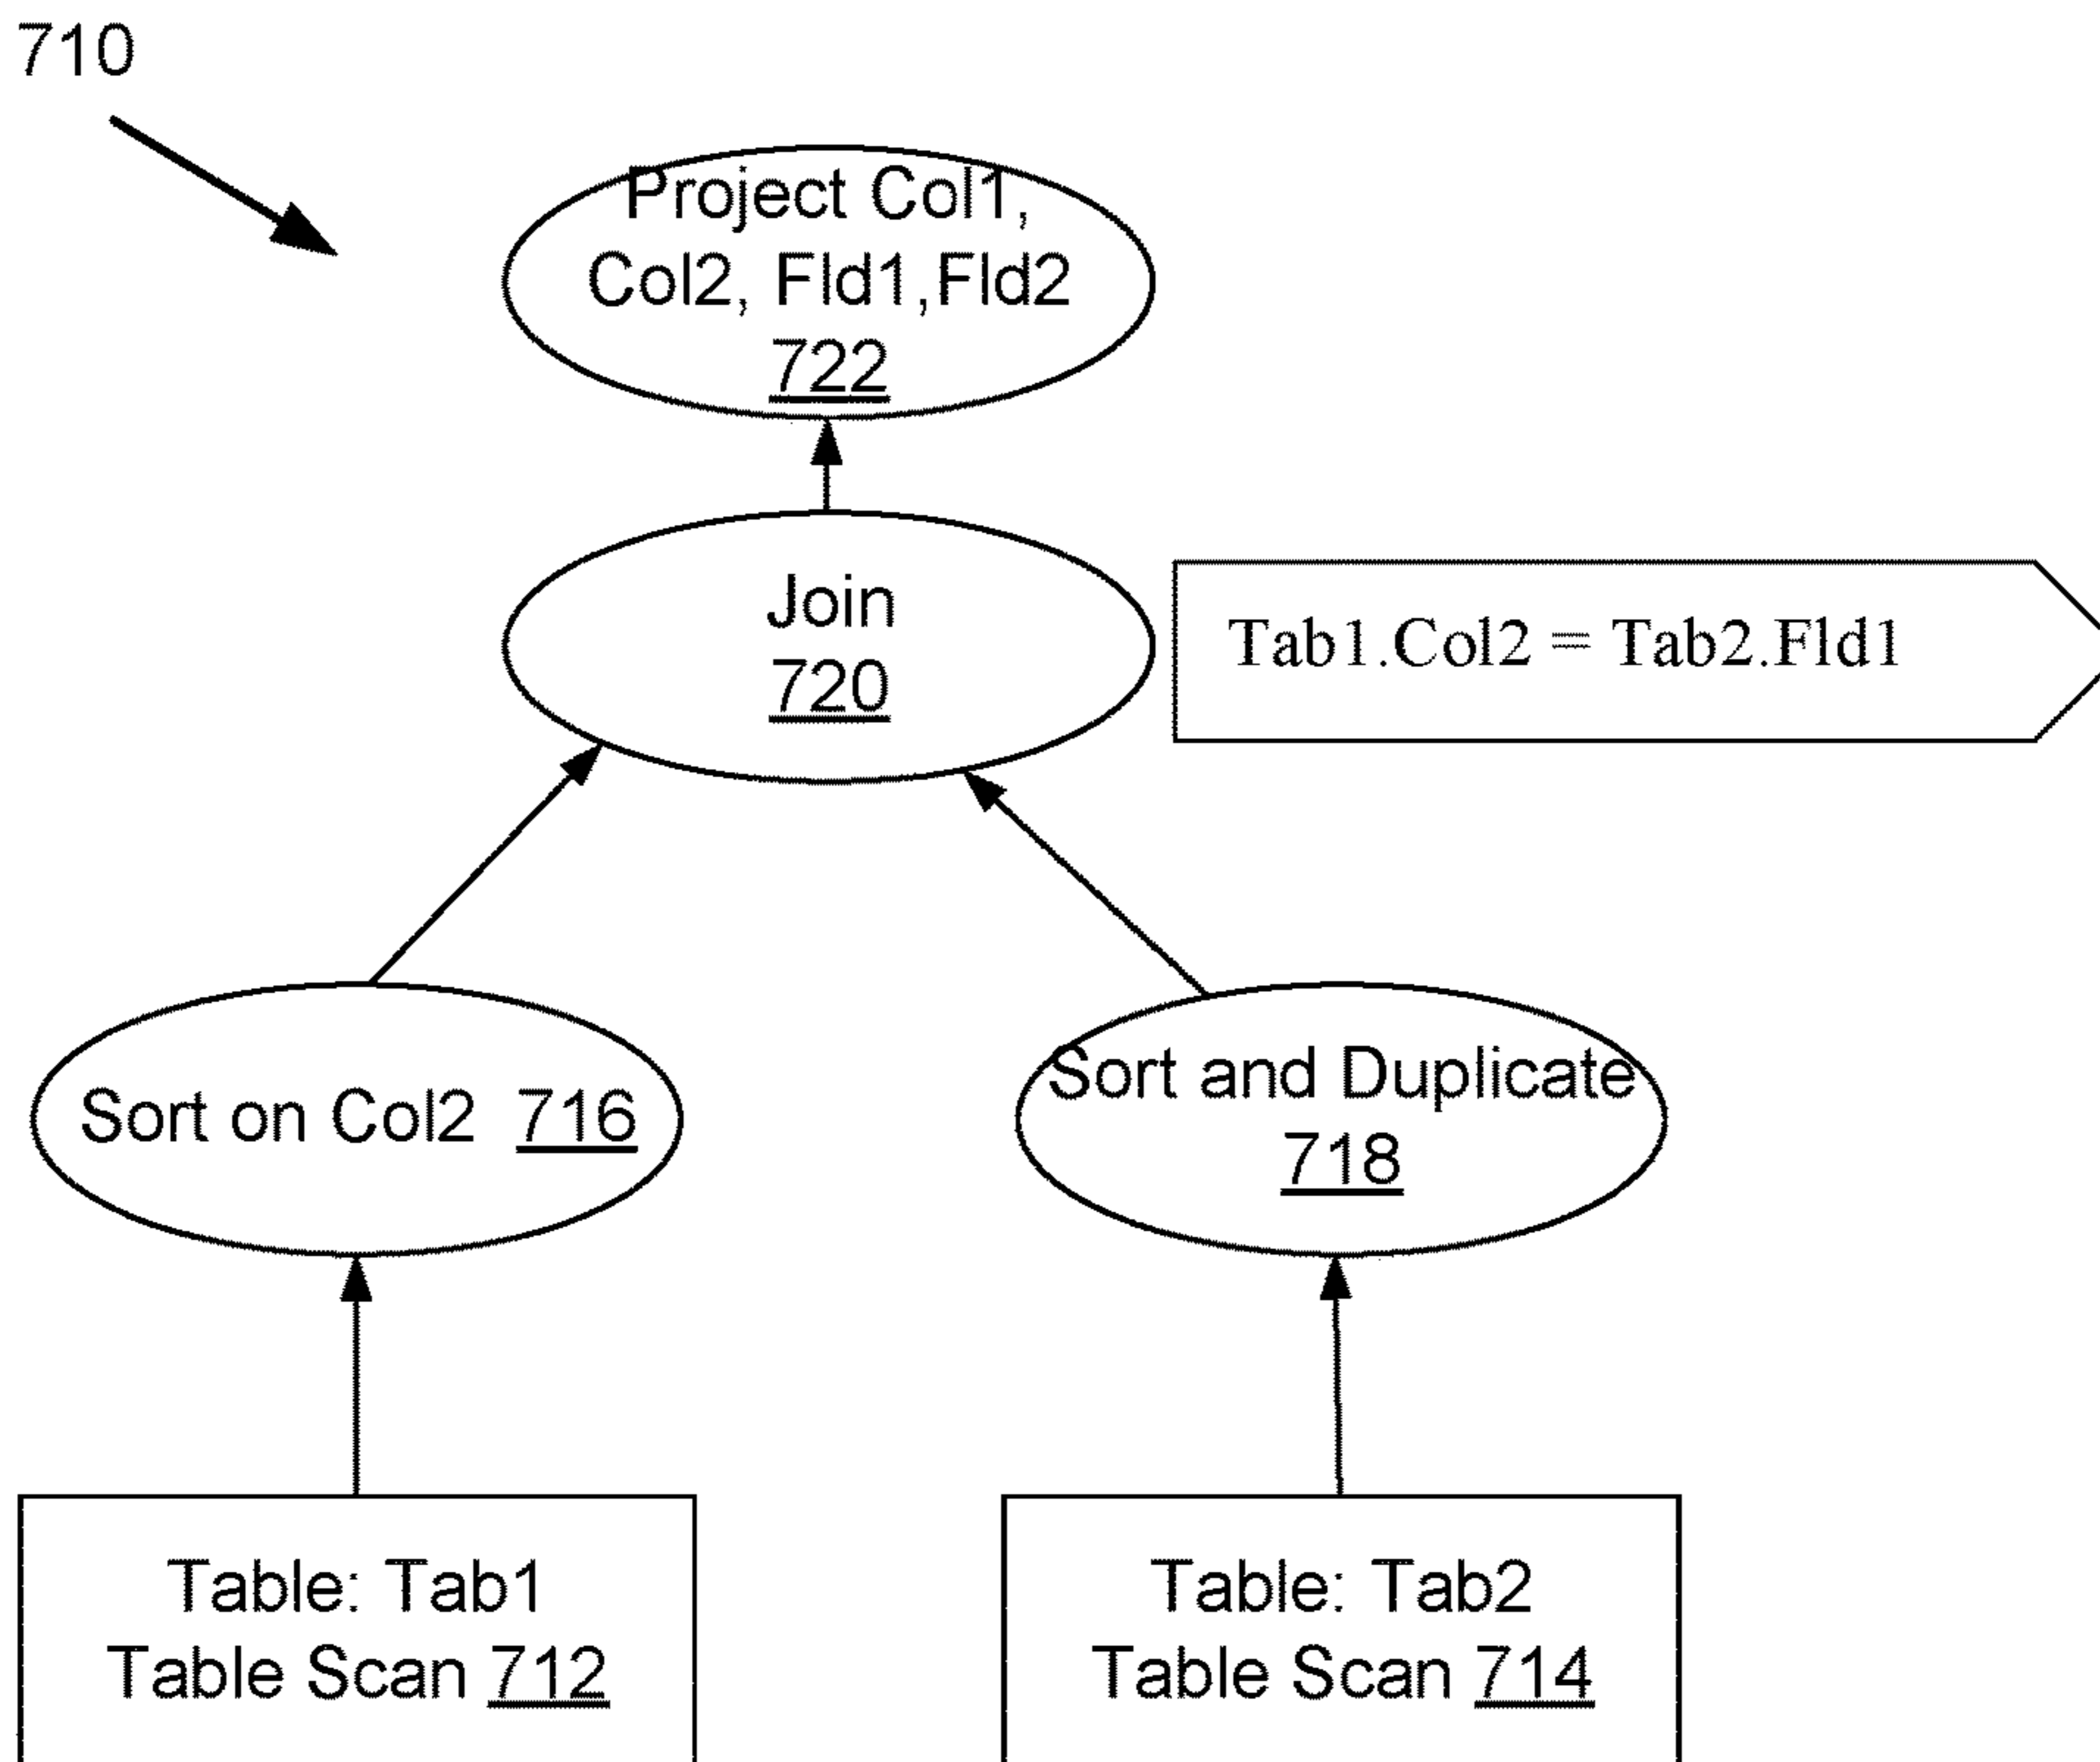 710
Project Col1,
Col2, Fld1,Fld2
722
Join
720
Tab1.Col2 = Tab2.Fld1
Sort on Col2 716
Sort and Duplicate
718
Table: Tab1
Table Scan 712
Table: Tab2
Table Scan 714